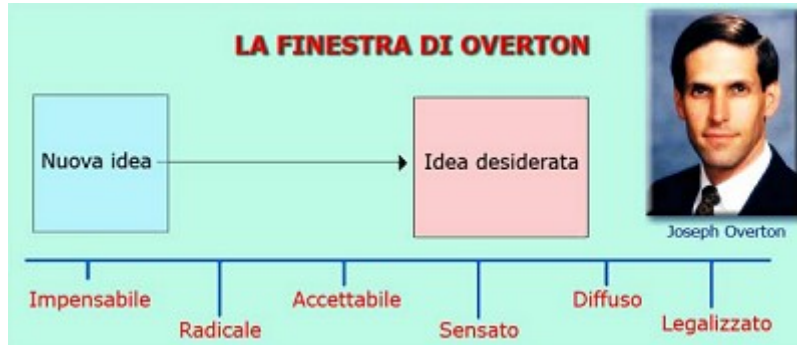 LA FINESTRA DI OVERTON
Nuova idea
Idea desiderata
Joseph Overton
Impensabile
Radicale
Accettabile
Sensato
Diffuso
Legalizzato